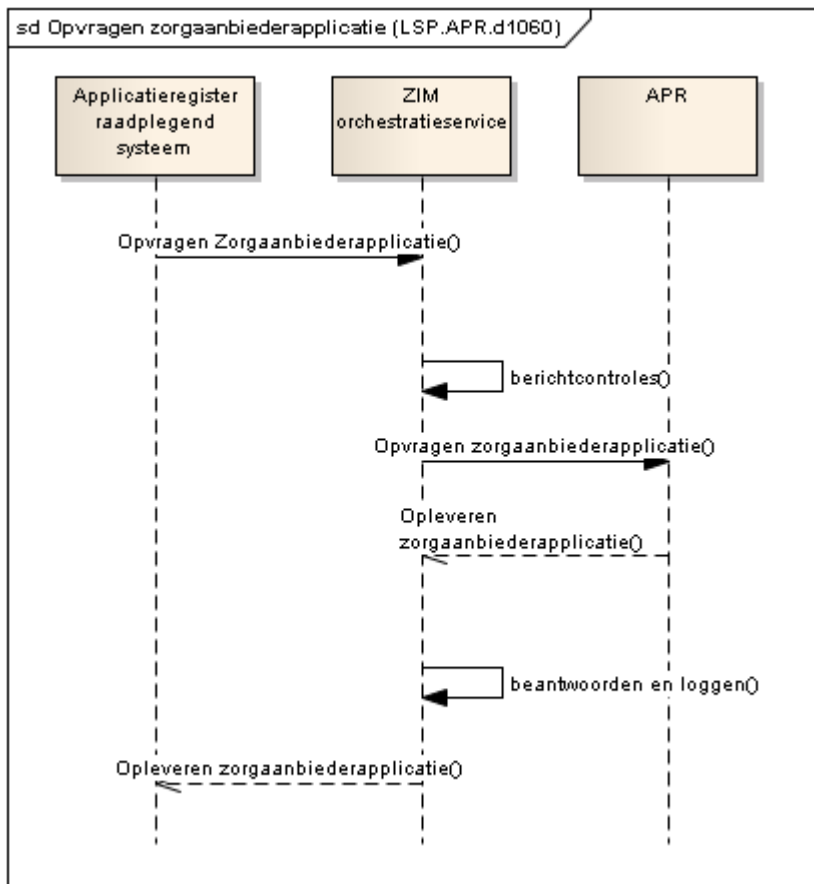 sd Opvragen zorgaanbiederapplicatie (LSP.APR.d1060)
Applicatieregister
raadplegend
systeem
ZIM
orchestratieservice
APR
Opvragen Zorgaanbiederapplicatie()
berichtcontroles()
Opvragen zorgaanbiederapplicatie()
Opleveren
zorgaanbiederapplicatie()
beantwoorden en loggen()
Opleveren zorgaanbiederapplicatie()